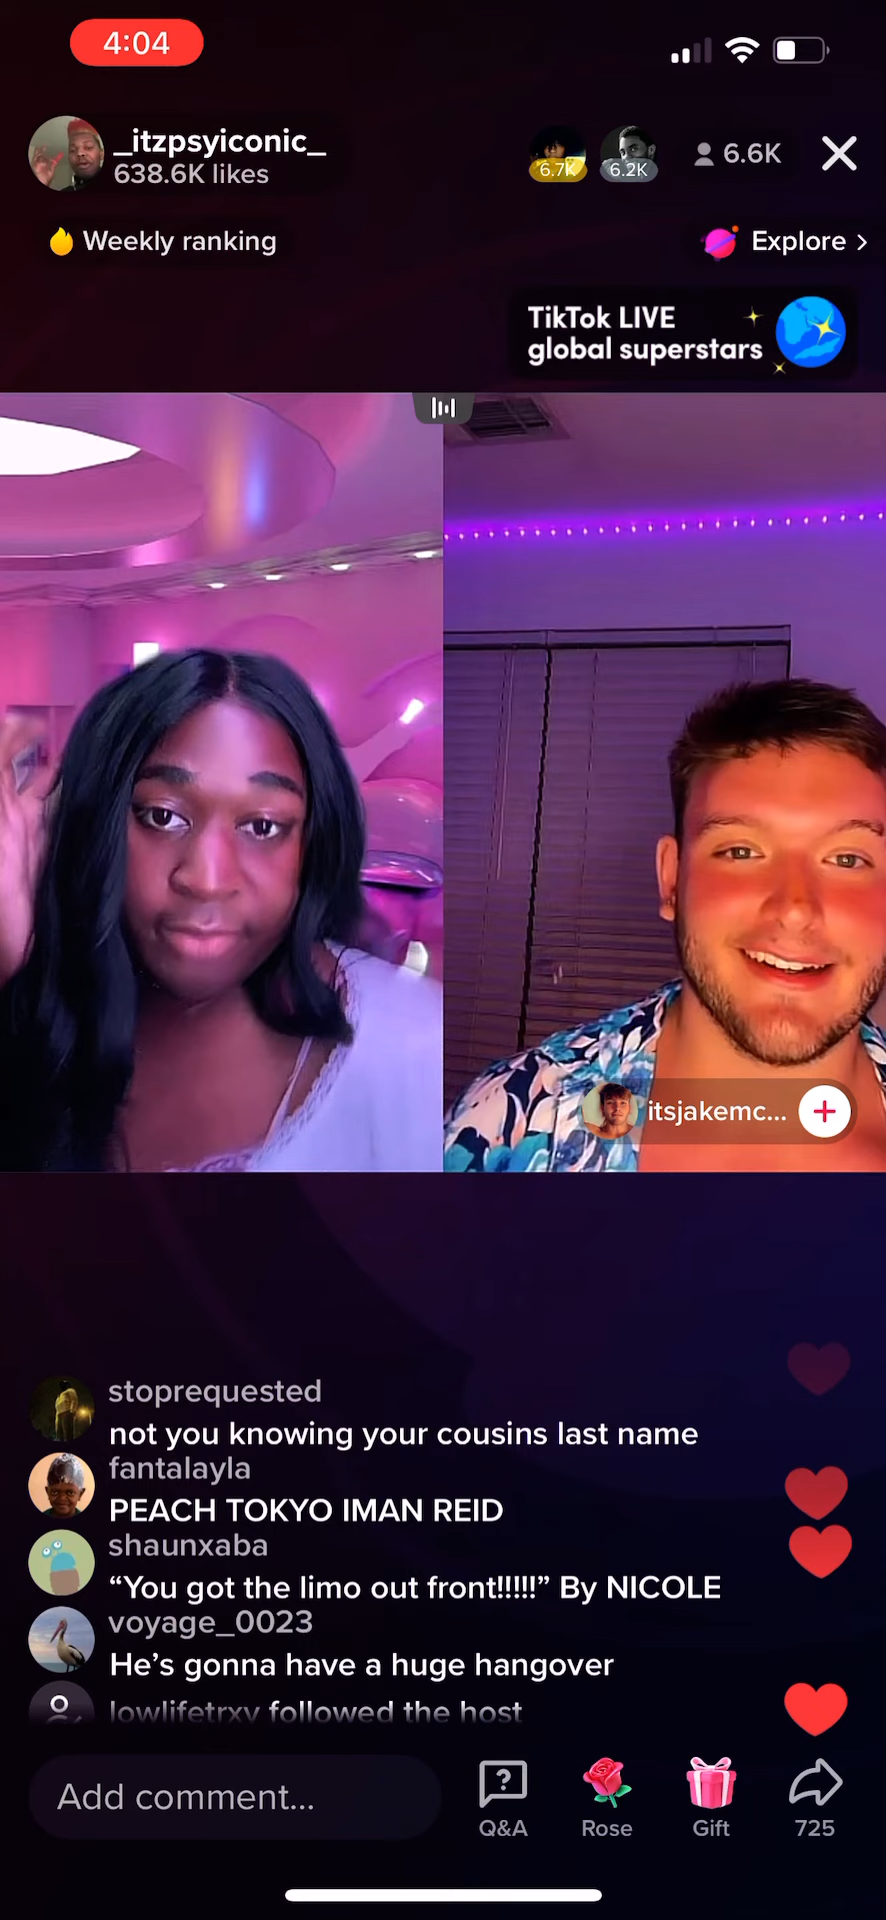 4:04
_itzpsyiconic_
638.6K likes
6.7K
6.2K
6.6K
Weekly ranking
Explore >
TikTok LIVE
global superstars
itsjakemc...
stoprequested
not you knowing your cousins last name
fantalayla
PEACH TOKYO IMAN REID
shaunxaba
“You got the limo out front!!!!!” By NICOLE
voyage_0023
He’s gonna have a huge hangover
lowlifetrxy followed the host
Add comment...
Q&A
Rose
Gift
725